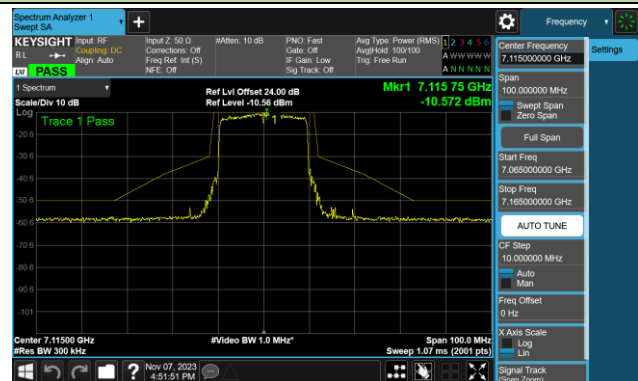 Spectrum Analyzer 1
Swept SA
Frequency
KEYSIGHT
Input: RF
Input Z: 50 Ω
#Atten: 10 dB
PNO: Fast
Avg Type: Power (RMS)
1 2 3 4 5 6
RL
Coupling: DC
Corrections: Off
Gate: Off
Avg|Hold: 100/100
A W W W W W
Align: Auto
Freq Ref: Int (S)
IF Gain: Low
Trig: Free Run
LXI
PASS
NFE: Off
Sig Track: Off
A N N N N N
1 Spectrum
Scale/Div 10 dB
Ref Lvl Offset 24.00 dB
Ref Level -10.56 dBm
Mkr1 7.115 75 GHz
-10.572 dBm
Log
Trace 1 Pass
-20.6
-30.6
-40.6
-50.6
-60.6
-70.6
-80.6
-90.6
-101
Center 7.11500 GHz
#Video BW 1.0 MHz*
Span 100.0 MHz
#Res BW 300 kHz
Sweep 1.07 ms (2001 pts)
Center Frequency
7.115000000 GHz
Settings
Span
100.000000 MHz
Swept Span
Zero Span
Full Span
Start Freq
7.065000000 GHz
Stop Freq
7.165000000 GHz
AUTO TUNE
CF Step
10.000000 MHz
Auto
Man
Freq Offset
0 Hz
X Axis Scale
Log
Lin
Signal Track
(Span Zoom)
Nov 07, 2023
4:51:51 PM